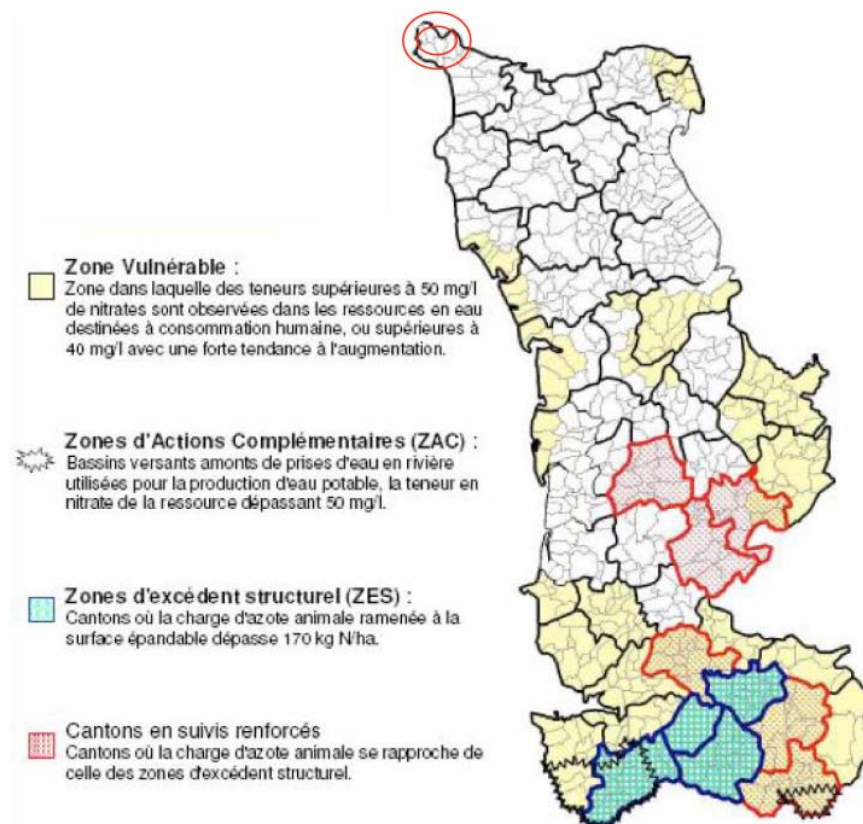 Zone Vulnérable :
Zone dans laquelle des teneurs supérieures à 50 mg/l
de nitrates sont observées dans les ressources en eau
destinées à consommation humaine, ou supérieures à
40 mg/l avec une forte tendance à l'augmentation.
Zones d'Actions Complémentaires (ZAC) :
Bassins versants amonts de prises d'eau en rivière
utilisées pour la production d'eau potable, la teneur en
nitrate de la ressource dépassant 50 mg/l.
Zones d'excédent structurel (ZES) :
Cantons où la charge d'azote animale ramenée à la
surface épandable dépasse 170 kg N/ha.
Cantons en suivis renforcés
Cantons où la charge d'azote animale se rapproche de
celle des zones d'excédent structurel.